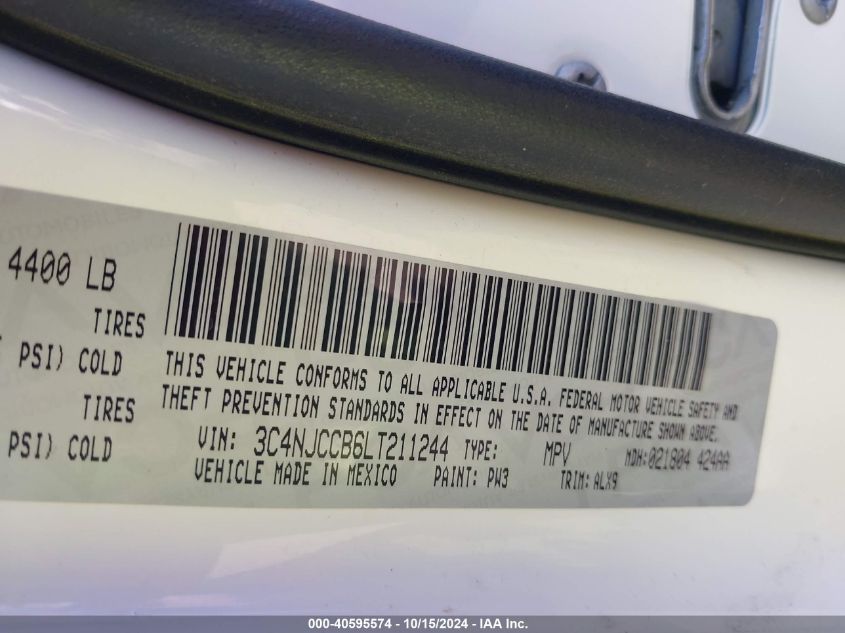 4400 LB
TIRES
PSI) COLD
TIRES
PSI) COLD
THIS VEHICLE CONFORMS TO ALL APPLICABLE U.S.A. FEDERAL MOTOR VEHICLE SAFETY AND
THEFT PREVENTION STANDARDS IN EFFECT ON THE DATE OF MANUFACTURE SHOWN ABOVE.
VIN: 3C4NJCCB6LT211244 TYPE: MPV MDH:021804 424AA
VEHICLE MADE IN MEXICO PAINT: PW3 TRIM: ALX9
000-40595574 - 10/15/2024 - IAA Inc.